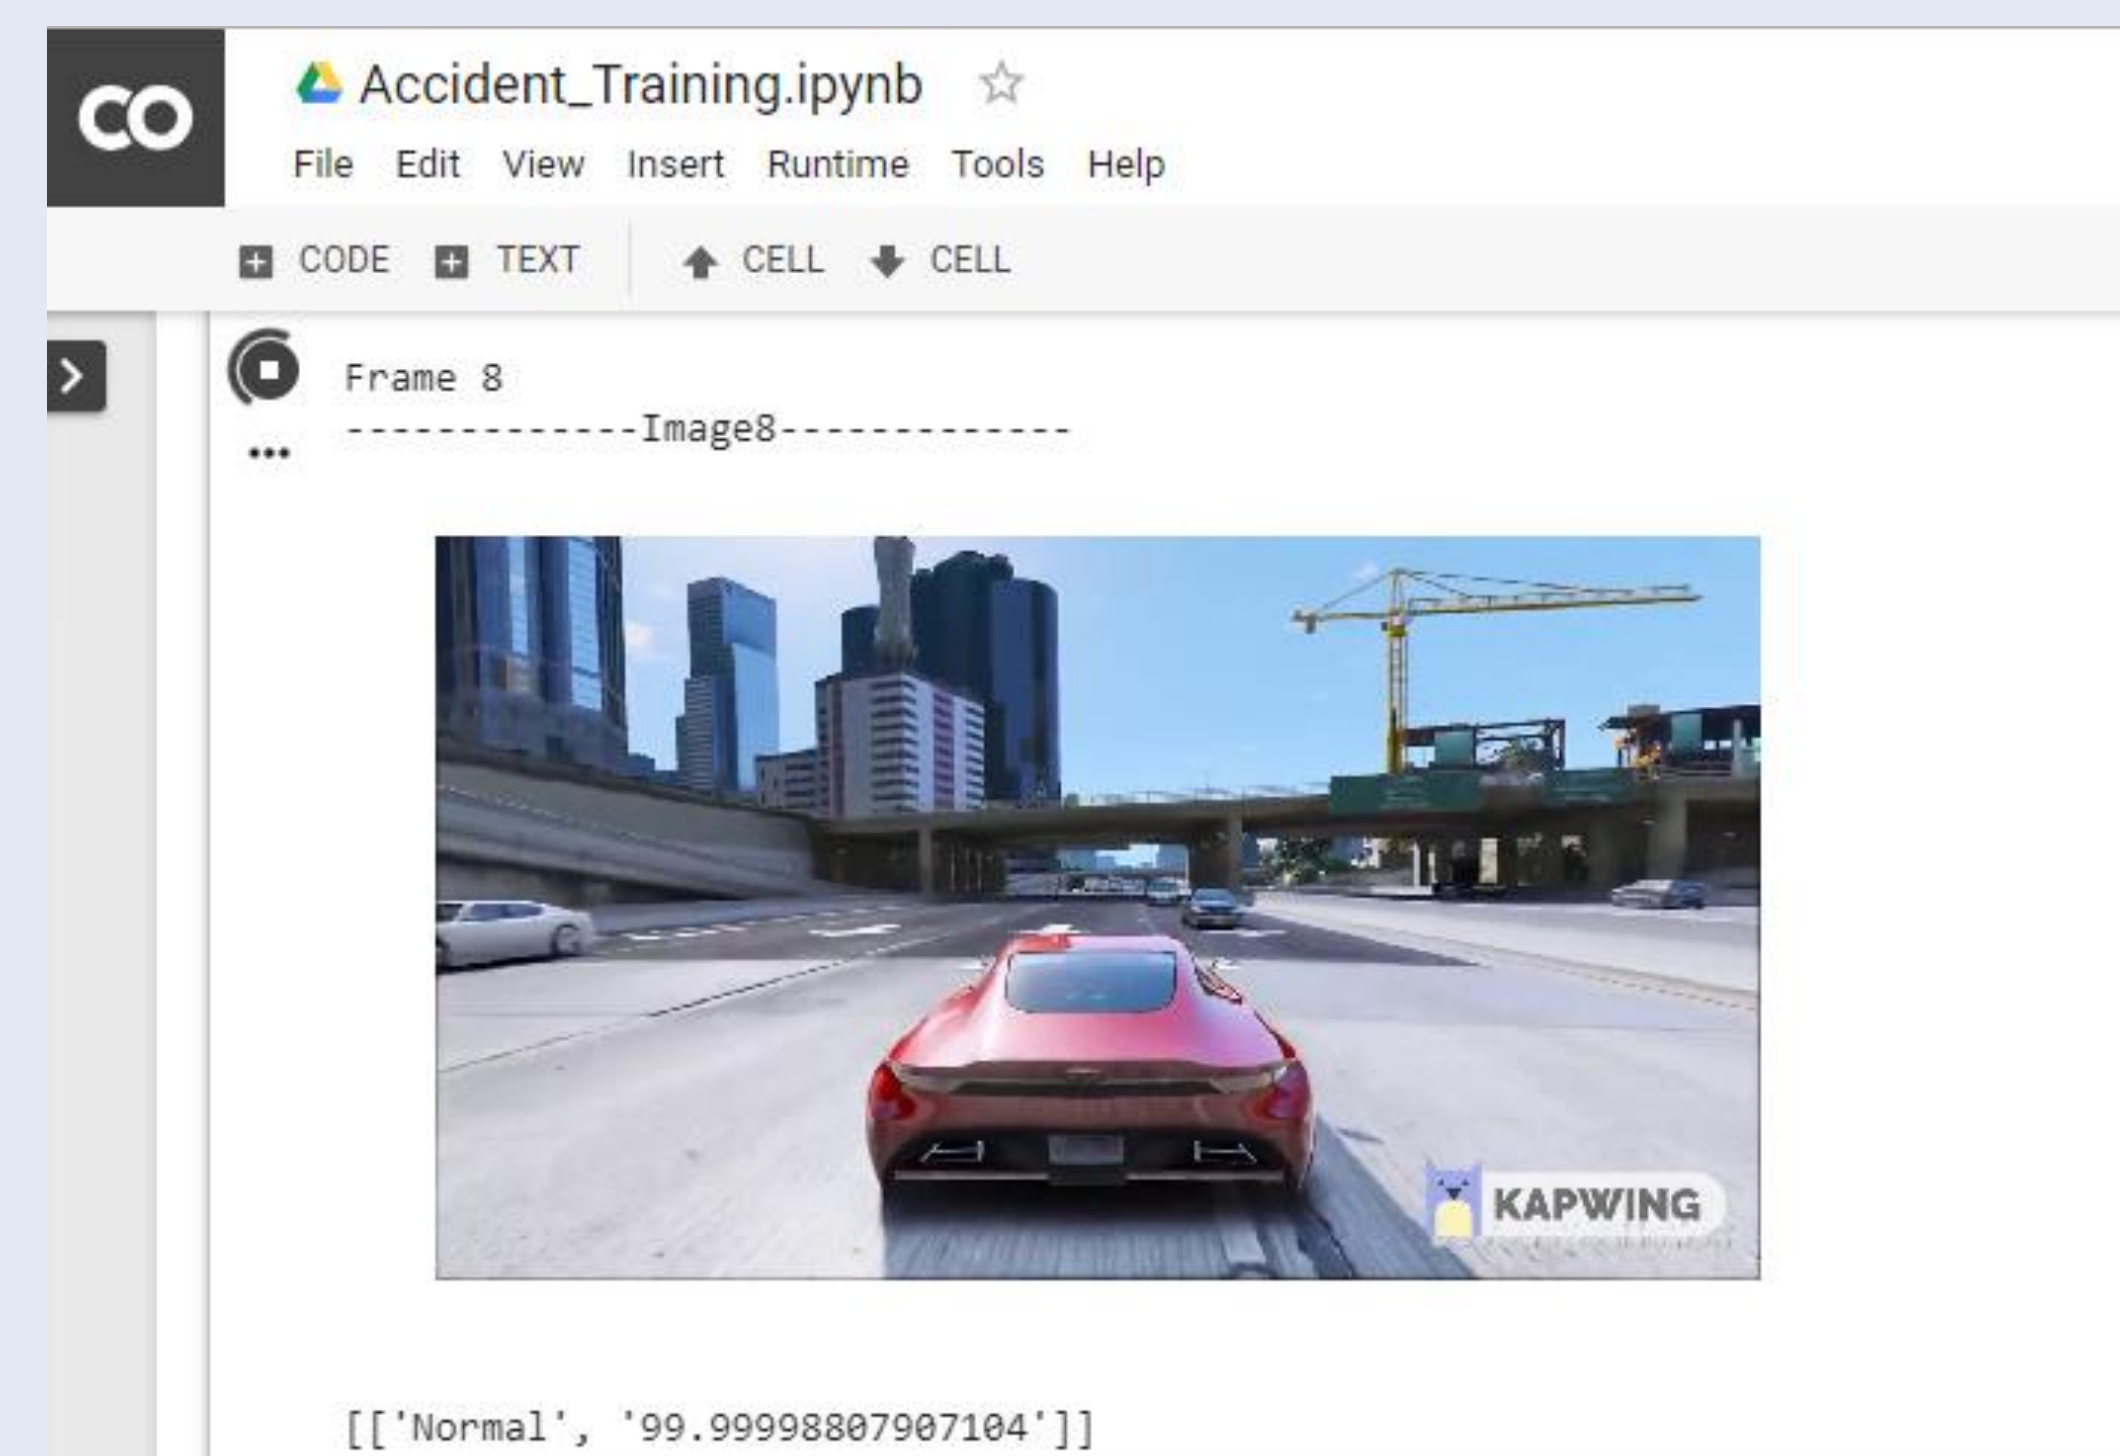 CO
Accident_Training.ipynb
File Edit View Insert Runtime Tools Help
CODE TEXT CELL CELL
Frame 8
-------------Image8-------------
KAPWING
[['Normal', '99.99998807907104']]